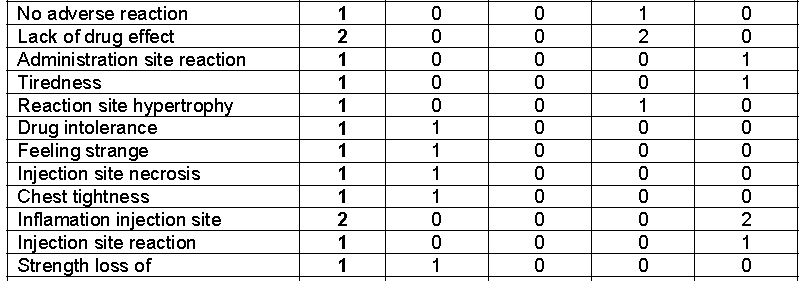 No adverse reaction 1 0 0 1 0
Lack of drug effect 2 0 0 2 0
Administration site reaction 1 0 0 0 1
Tiredness 1 0 0 0 1
Reaction site hypertrophy 1 0 0 1 0
Drug intolerance 1 1 0 0 0
Feeling strange 1 1 0 0 0
Injection site necrosis 1 1 0 0 0
Chest tightness 1 1 0 0 0
Inflamation injection site 2 0 0 0 2
Injection site reaction 1 0 0 0 1
Strength loss of 1 1 0 0 0